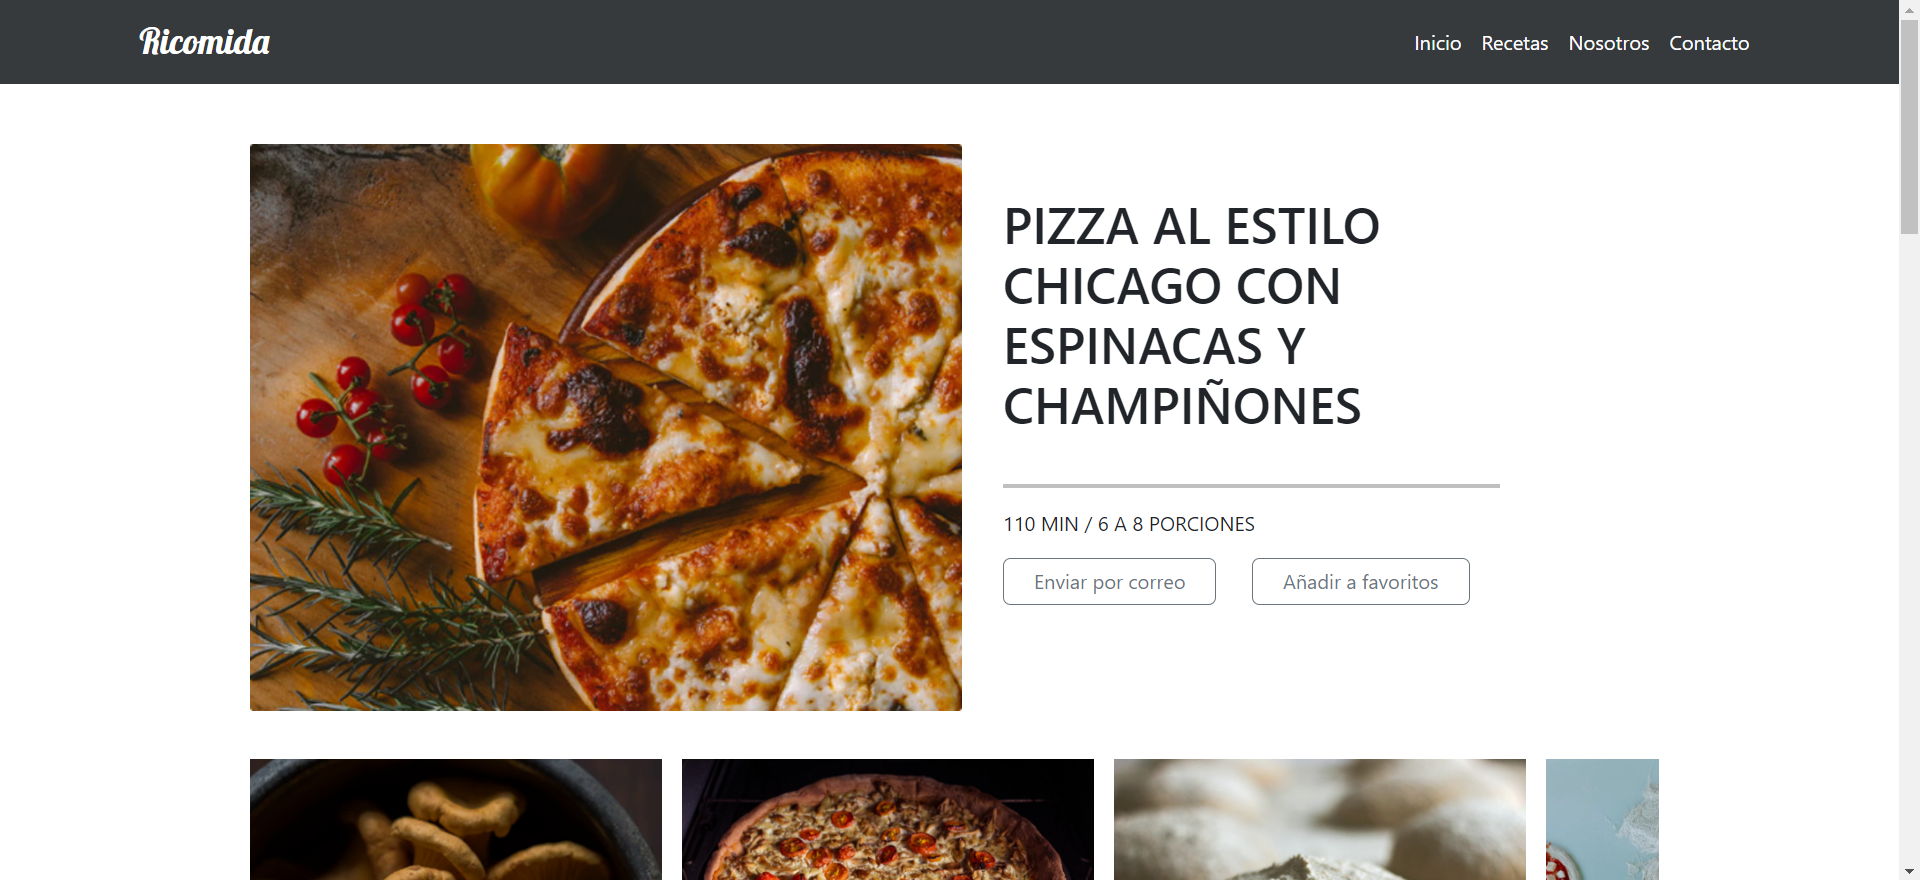 Ricomida
Inicio Recetas Nosotros Contacto
PIZZA AL ESTILO
CHICAGO CON
ESPINACAS Y
CHAMPIÑONES
110 MIN / 6 A 8 PORCIONES
Enviar por correo
Añadir a favoritos